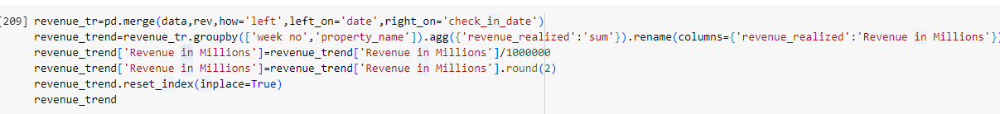 [209] revenue_tr=pd.merge(data,rev,how='left',left_on='date',right_on='check_in_date')
revenue_trend=revenue_tr.groupby(['week no','property_name']).agg({'revenue_realized':'sum'}).rename(columns={'revenue_realized':'Revenue in Millions'})
revenue_trend['Revenue in Millions']=revenue_trend['Revenue in Millions']/1000000
revenue_trend['Revenue in Millions']=revenue_trend['Revenue in Millions'].round(2)
revenue_trend.reset_index(inplace=True)
revenue_trend